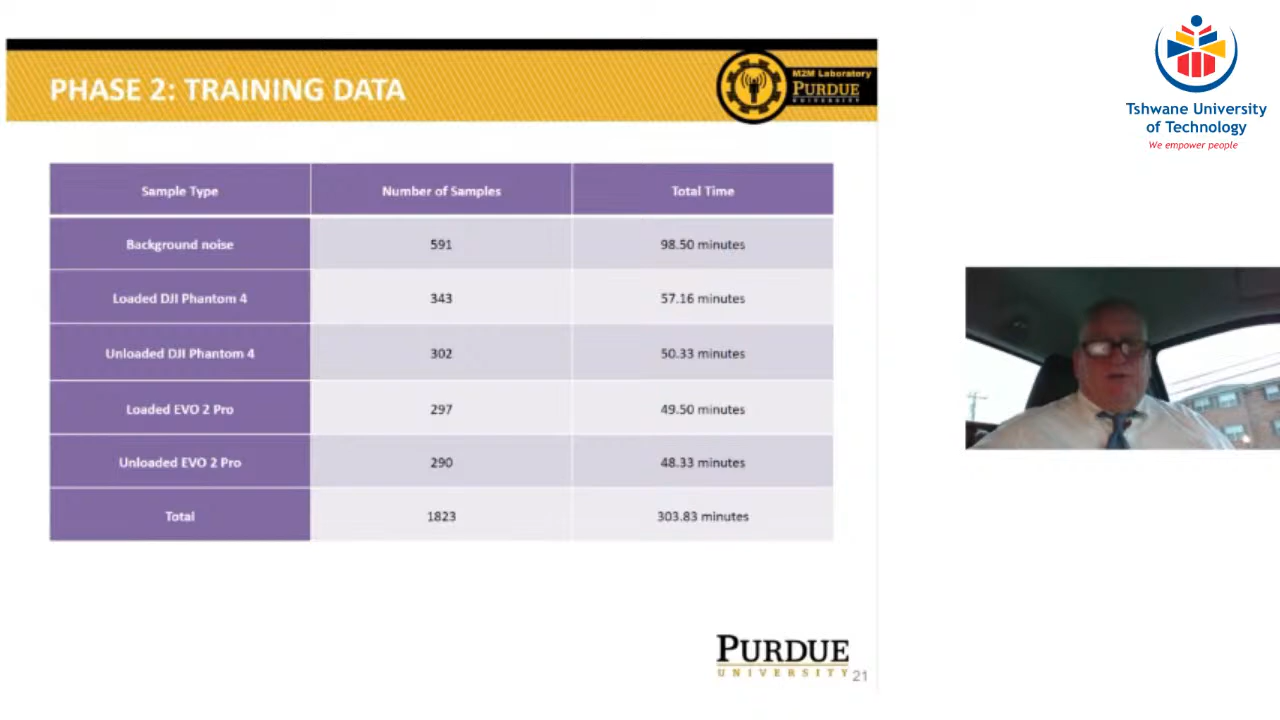 PHASE 2: TRAINING DATA
M2M Laboratory
PURDUE
UNIVERSITY
Tshwane University
of Technology
We empower people
Sample Type Number of Samples Total Time
Background noise 591 98.50 minutes
Loaded DJI Phantom 4 343 57.16 minutes
Unloaded DJI Phantom 4 302 50.33 minutes
Loaded EVO 2 Pro 297 49.50 minutes
Unloaded EVO 2 Pro 290 48.33 minutes
Total 1823 303.83 minutes
PURDUE
UNIVERSITY
21